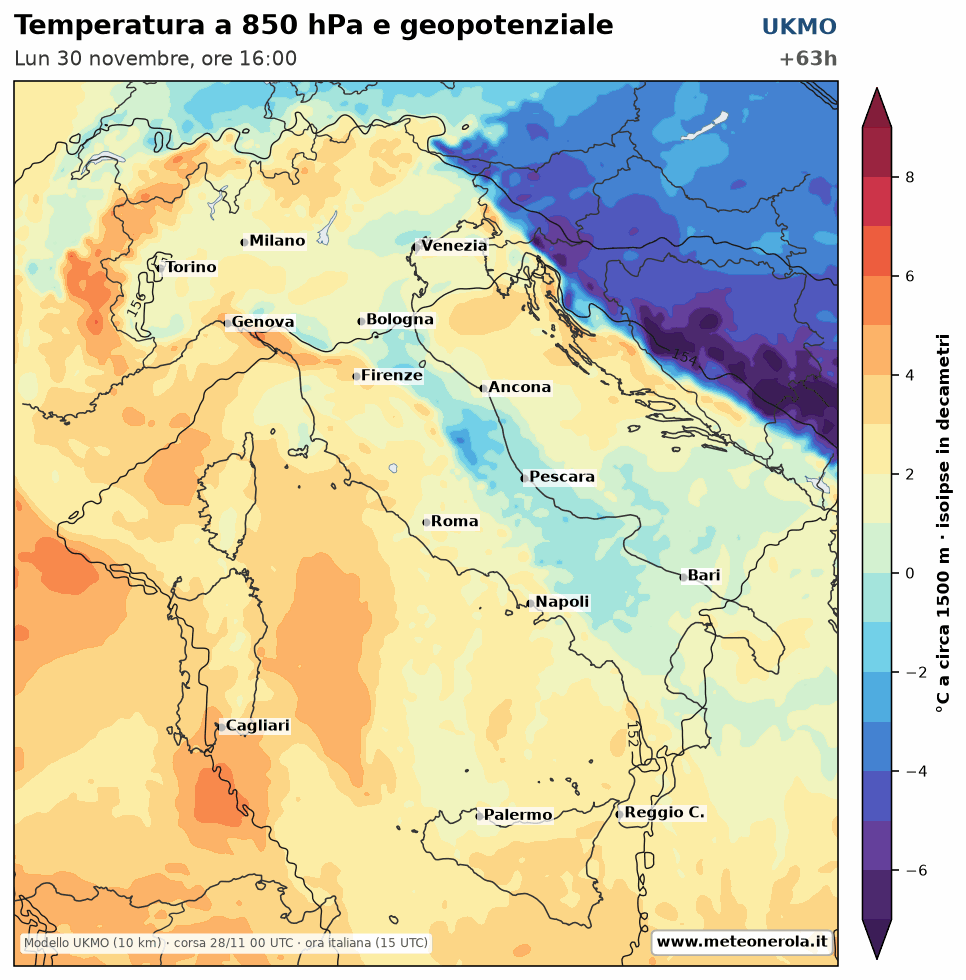 Temperatura a 850 hPa e geopotenziale
UKMO
Lun 30 novembre, ore 16:00
+63h
Milano
Venezia
Torino
156
Genova
Bologna
154
Firenze
Ancona
Pescara
Roma
Bari
Napoli
Cagliari
152
Palermo
Reggio C.
8
6
4
2
0
−2
−4
−6
°C a circa 1500 m · isoipse in decametri
Modello UKMO (10 km) · corsa 28/11 00 UTC · ora italiana (15 UTC)
www.meteonerola.it